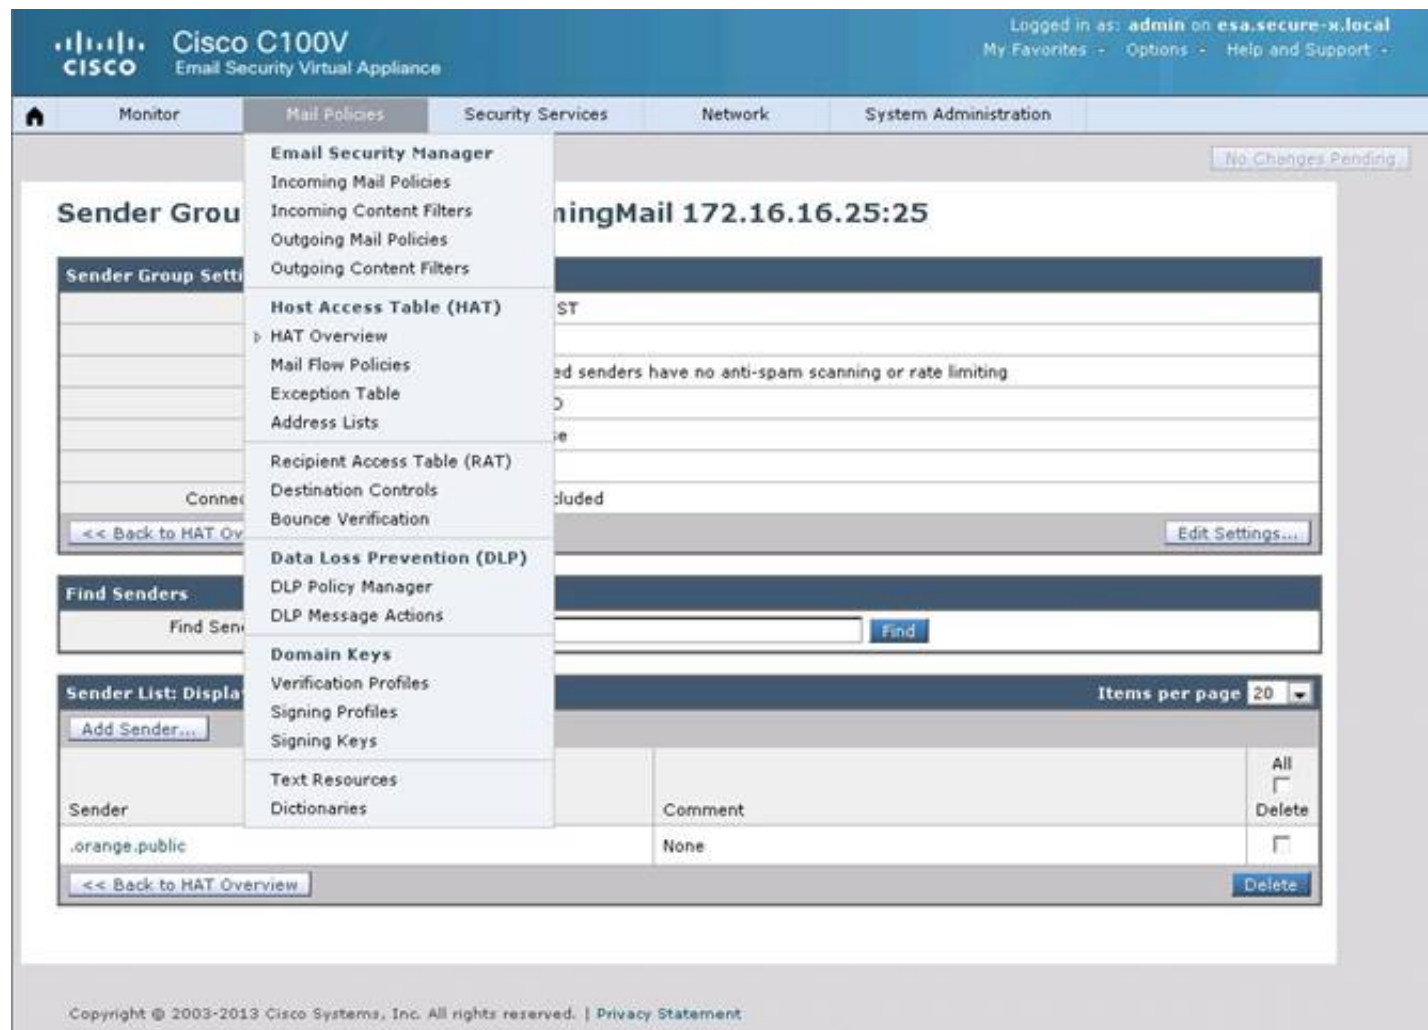 Logged in as: admin on esa.secure-x.local
CISCO
Cisco C100V
Email Security Virtual Appliance
My Favorites Options Help and Support
Monitor Mail Policies Security Services Network System Administration
No Changes Pending
Email Security Manager
Incoming Mail Policies
Incoming Content Filters
Outgoing Mail Policies
Outgoing Content Filters
Host Access Table (HAT)
HAT Overview
Mail Flow Policies
Exception Table
Address Lists
Recipient Access Table (RAT)
Destination Controls
Bounce Verification
Data Loss Prevention (DLP)
DLP Policy Manager
DLP Message Actions
Domain Keys
Verification Profiles
Signing Profiles
Signing Keys
Text Resources
Dictionaries
Sender Grou mingMail 172.16.16.25:25
Sender Group Setti
ST
ed senders have no anti-spam scanning or rate limiting
Connec cluded
<< Back to HAT Ov Edit Settings...
Find Senders
Find Sen Find
Sender List: Displa Items per page 20
Add Sender...
All
Sender Comment Delete
.orange.public None
<< Back to HAT Overview Delete
Copyright © 2003-2013 Cisco Systems, Inc. All rights reserved. | Privacy Statement